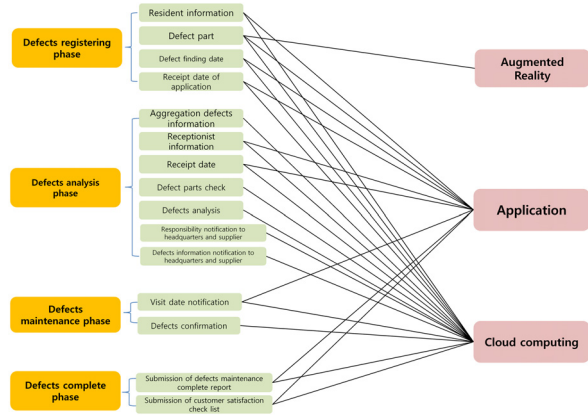 Defects registering
phase
Resident information
Defect part
Defect finding date
Receipt date of
application
Augmented
Reality
Defects analysis
phase
Aggregation defects
information
Receptionist
information
Receipt date
Defect parts check
Defects analysis
Responsibility notification to
headquarters and supplier
Defects information notification to
headquarters and supplier
Application
Defects
maintenance phase
Visit date notification
Defects confirmation
Cloud computing
Defects complete
phase
Submission of defects maintenance
complete report
Submission of customer satisfaction
check list